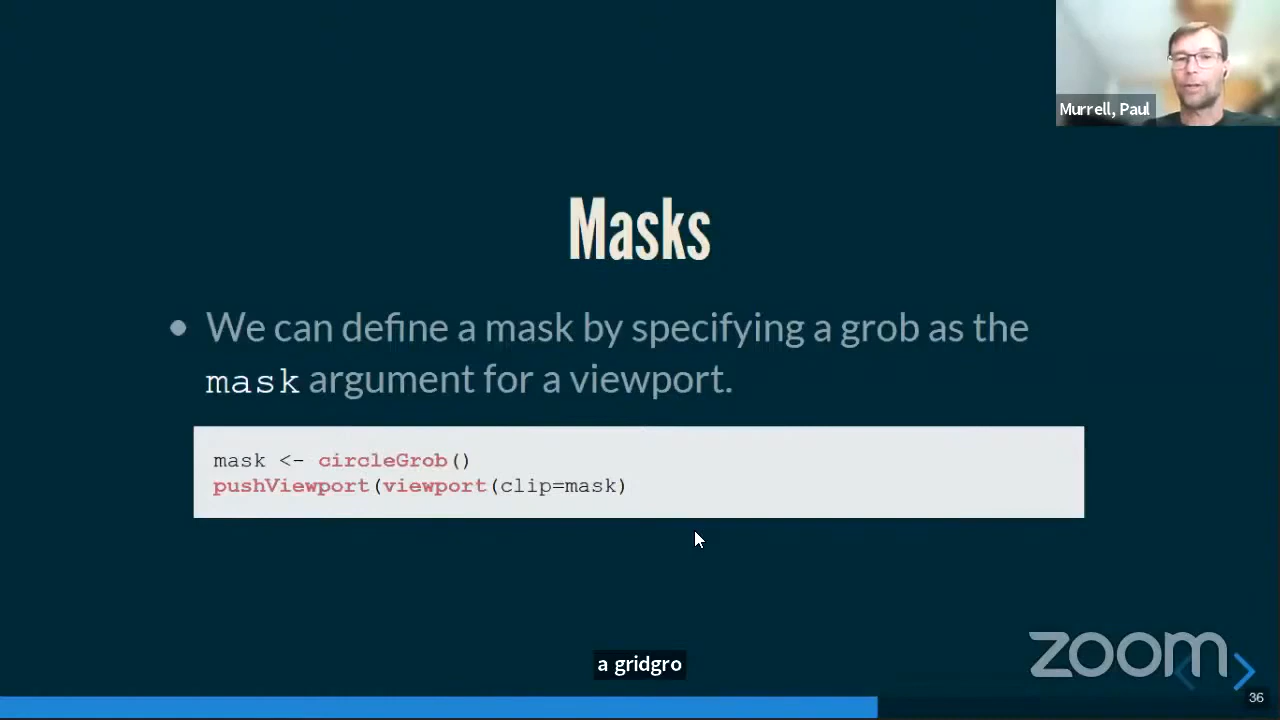 Murrell, Paul
Masks
• We can define a mask by specifying a grob as the
mask argument for a viewport.
mask <- circleGrob()
pushViewport(viewport(clip=mask)
a gridgro
zoom
36